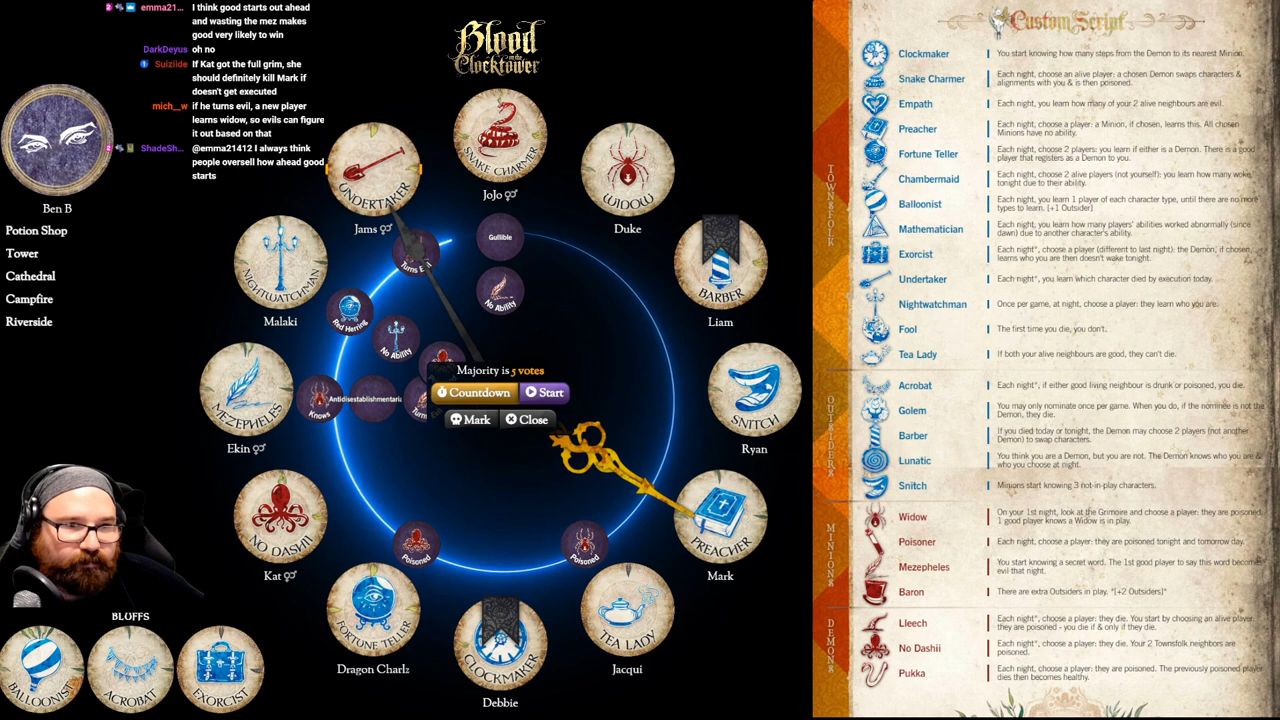 emma21...
I think good starts out ahead
and wasting the mez makes
good very likely to win
DarkDeyus
oh no
Suiziide
If Kat got the full grim, she
should definitely kill Mark if
doesn't get executed
mich__w
if he turns evil, a new player
learns widow, so evils can figure
it out based on that
ShadeSh...
@emma21412 I always think
people oversell how ahead good
starts
Ben B
Potion Shop
Tower
Cathedral
Campfire
Riverside
Blood
on the
Clocktower
UNDERTAKER
Jams
SNAKE CHARMER
JoJo
WIDOW
Duke
BARBER
Liam
SNITCH
Ryan
PREACHER
Mark
TEA LADY
Jacqui
CLOCKMAKER
Debbie
FORTUNE TELLER
Dragon Charlz
NO DASHII
Kat
MEZEPHELES
Ekin
NIGHTWATCHMAN
Malaki
Gullible
No Ability
Turns E
Red Herring
No Ability
Knows
Antidisestablishmentaria
Poisoned
Poisoned
Majority is 5 votes
Countdown
Start
Mark
Close
BLUFFS
BALLOONIST
ACROBAT
EXORCIST
Custom Script
TOWNSFOLK
Clockmaker
You start knowing how many steps from the Demon to its nearest Minion.
Snake Charmer
Each night, choose an alive player: a chosen Demon swaps characters &
alignments with you & is then poisoned.
Empath
Each night, you learn how many of your 2 alive neighbours are evil.
Preacher
Each night, choose a player: a Minion, if chosen, learns this. All chosen
Minions have no ability.
Fortune Teller
Each night, choose 2 players: you learn if either is a Demon. There is a good
player that registers as a Demon to you.
Chambermaid
Each night, choose 2 alive players (not yourself): you learn how many woke
tonight due to their ability.
Balloonist
Each night, you learn 1 player of each character type, until there are no more
types to learn. [+1 Outsider]
Mathematician
Each night, you learn how many players' abilities worked abnormally (since
dawn) due to another character's ability.
Exorcist
Each night*, choose a player (different to last night): the Demon, if chosen,
learns who you are then doesn't wake tonight.
Undertaker
Each night*, you learn which character died by execution today.
Nightwatchman
Once per game, at night, choose a player: they learn who you are.
Fool
The first time you die, you don't.
Tea Lady
If both your alive neighbours are good, they can't die.
OUTSIDERS
Acrobat
Each night*, if either good living neighbour is drunk or poisoned, you die.
Golem
You may only nominate once per game. When you do, if the nominee is not the
Demon, they die.
Barber
If you died today or tonight, the Demon may choose 2 players (not another
Demon) to swap characters.
Lunatic
You think you are a Demon, but you are not. The Demon knows who you are &
who you choose at night.
Snitch
Minions start knowing 3 not-in-play characters.
MINIONS
Widow
On your 1st night, look at the Grimoire and choose a player: they are poisoned.
1 good player knows a Widow is in play.
Poisoner
Each night, choose a player: they are poisoned tonight and tomorrow day.
Mezepheles
You start knowing a secret word. The 1st good player to say this word becomes
evil that night.
Baron
There are extra Outsiders in play. *[+2 Outsiders]*
DEMONS
Lleech
Each night*, choose a player: they die. You start by choosing an alive player:
they are poisoned - you die if & only if they die.
No Dashii
Each night*, choose a player: they die. Your 2 Townsfolk neighbors are
poisoned.
Pukka
Each night, choose a player: they are poisoned. The previously poisoned player
dies then becomes healthy.